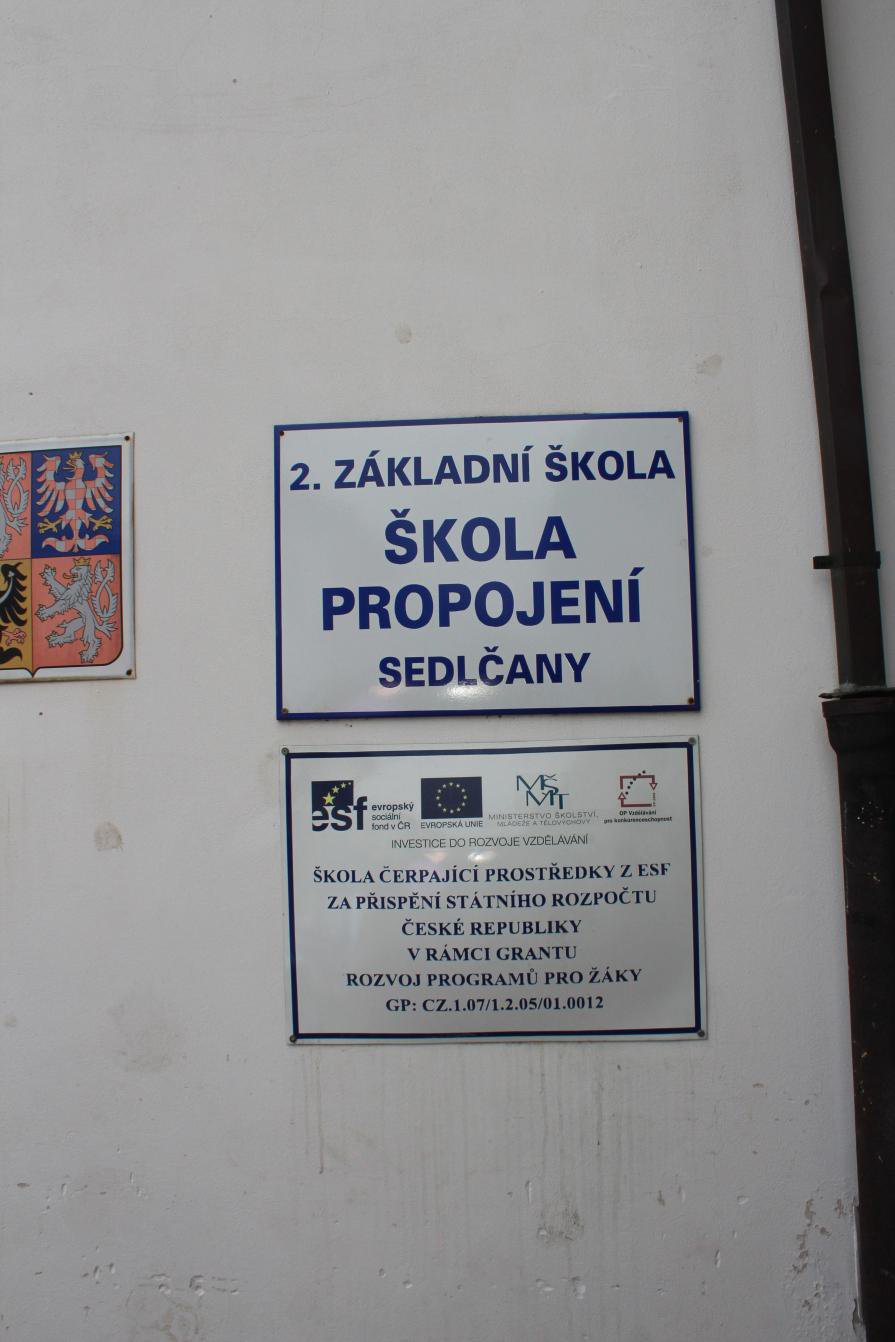 2. ZÁKLADNÍ ŠKOLA
ŠKOLA
PROPOJENÍ
SEDLČANY
esf
evropský
sociální
fond v ČR
EVROPSKÁ UNIE
MŠ
MT
MINISTERSTVO ŠKOLSTVÍ,
MLÁDEŽE A TĚLOVÝCHOVY
OP Vzdělávání
pro konkurenceschopnost
INVESTICE DO ROZVOJE VZDĚLÁVÁNÍ
ŠKOLA ČERPAJÍCÍ PROSTŘEDKY Z ESF
ZA PŘISPĚNÍ STÁTNÍHO ROZPOČTU
ČESKÉ REPUBLIKY
V RÁMCI GRANTU
ROZVOJ PROGRAMŮ PRO ŽÁKY
GP: CZ.1.07/1.2.05/01.0012